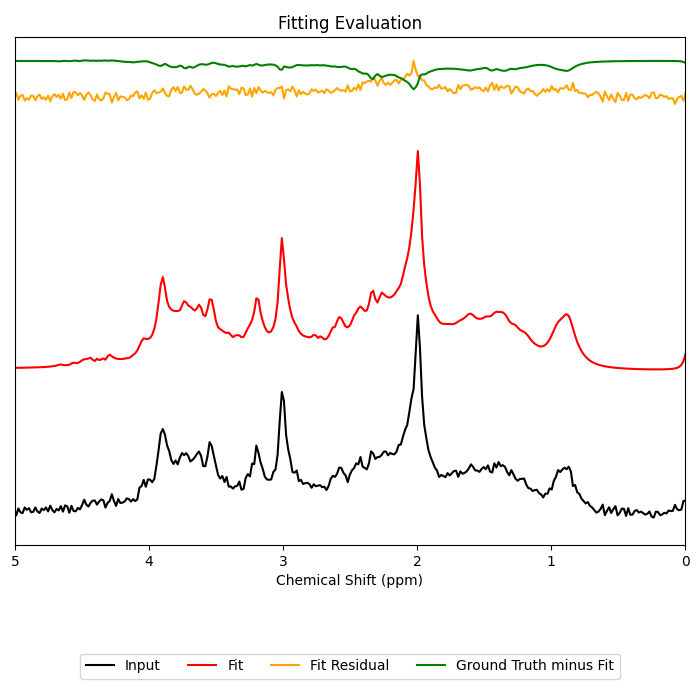 Fitting Evaluation
5 4 3 2 1 0
Chemical Shift (ppm)
Input Fit Fit Residual Ground Truth minus Fit